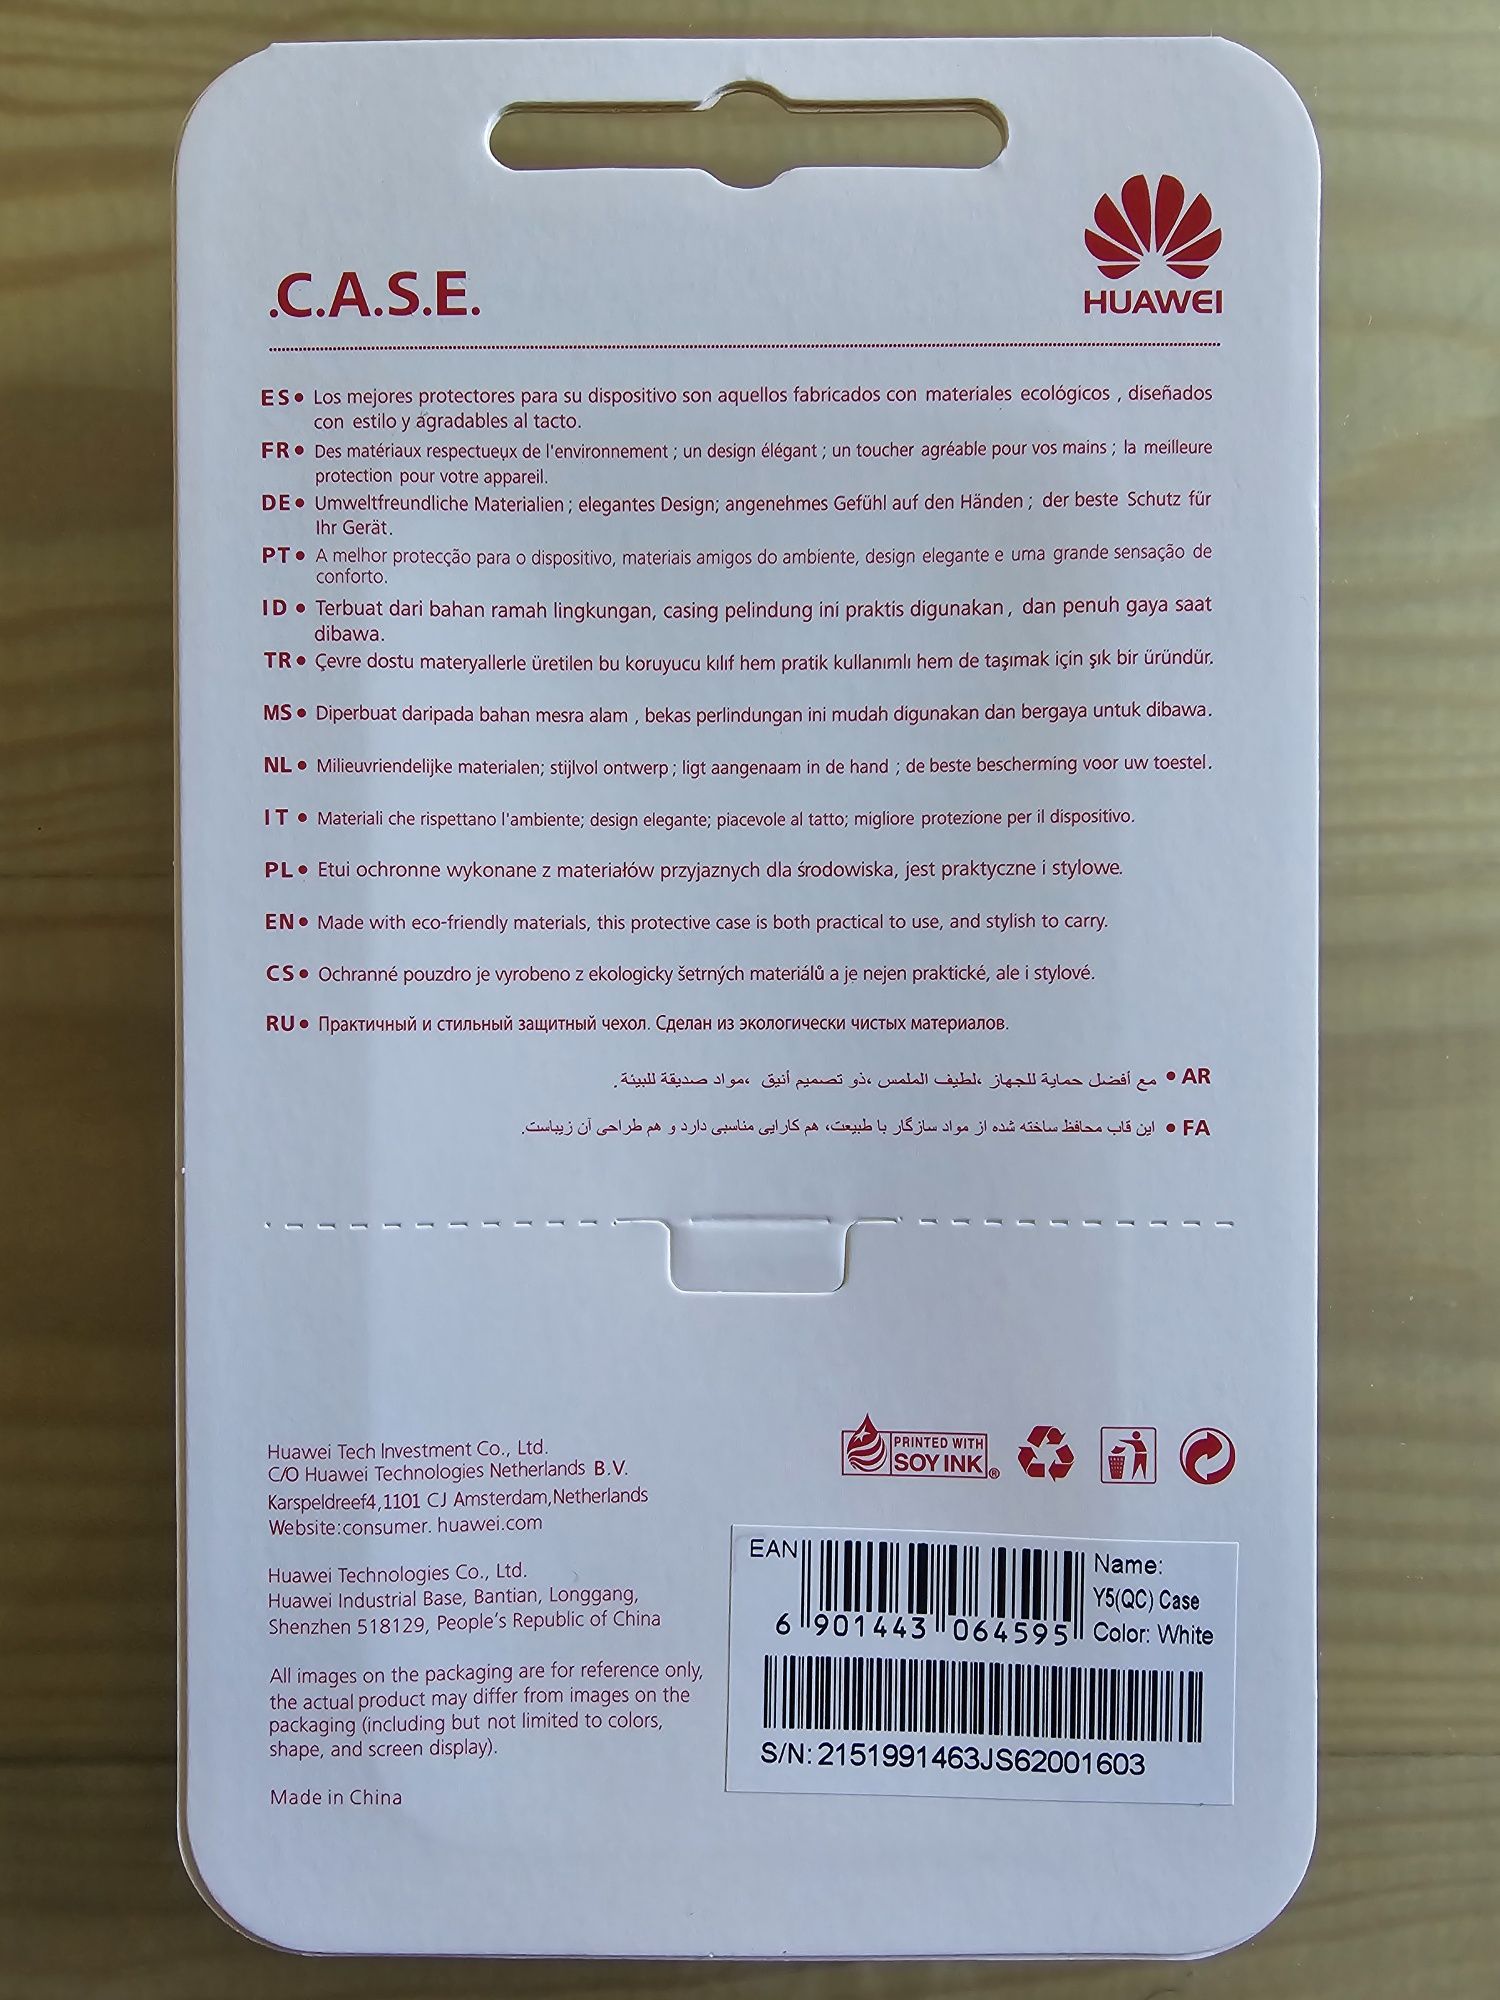 .C.A.S.E.
HUAWEI
ES• Los mejores protectores para su dispositivo son aquellos fabricados con materiales ecológicos , diseñados
con estilo y agradables al tacto.
FR• Des matériaux respectueux de l'environnement ; un design élégant ; un toucher agréable pour vos mains ; la meilleure
protection pour votre appareil.
DE• Umweltfreundliche Materialien ; elegantes Design; angenehmes Gefühl auf den Händen ; der beste Schutz für
Ihr Gerät.
PT• A melhor protecção para o dispositivo, materiais amigos do ambiente, design elegante e uma grande sensação de
conforto.
ID • Terbuat dari bahan ramah lingkungan, casing pelindung ini praktis digunakan , dan penuh gaya saat
dibawa.
TR• Çevre dostu materyallerle üretilen bu koruyucu kılıf hem pratik kullanımlı hem de taşımak için şık bir üründür.
MS • Diperbuat daripada bahan mesra alam , bekas perlindungan ini mudah digunakan dan bergaya untuk dibawa.
NL • Milieuvriendelijke materialen; stijlvol ontwerp ; ligt aangenaam in de hand ; de beste bescherming voor uw toestel.
IT • Materiali che rispettano l'ambiente; design elegante; piacevole al tatto; migliore protezione per il dispositivo.
PL• Etui ochronne wykonane z materiałów przyjaznych dla środowiska, jest praktyczne i stylowe.
EN• Made with eco-friendly materials, this protective case is both practical to use, and stylish to carry.
CS• Ochranné pouzdro je vyrobeno z ekologicky šetrných materiálů a je nejen praktické, ale i stylové.
RU• Практичный и стильный защитный чехол. Сделан из экологически чистых материалов.
AR • مع أفضل حماية للجهاز ،لطيف الملمس ،ذو تصميم أنيق ،مواد صديقة للبيئة.
FA • این قاب محافظ ساخته شده از مواد سازگار با طبیعت، هم کارایی مناسبی دارد و هم طراحی آن زیباست.
PRINTED WITH
SOY INK®
Huawei Tech Investment Co., Ltd.
C/O Huawei Technologies Netherlands B.V.
Karspeldreef4,1101 CJ Amsterdam,Netherlands
Website:consumer. huawei.com
Huawei Technologies Co., Ltd.
Huawei Industrial Base, Bantian, Longgang,
Shenzhen 518129, People's Republic of China
All images on the packaging are for reference only,
the actual product may differ from images on the
packaging (including but not limited to colors,
shape, and screen display).
Made in China
EAN
6 901443 064595
Name:
Y5(QC) Case
Color: White
S/N: 2151991463JS62001603